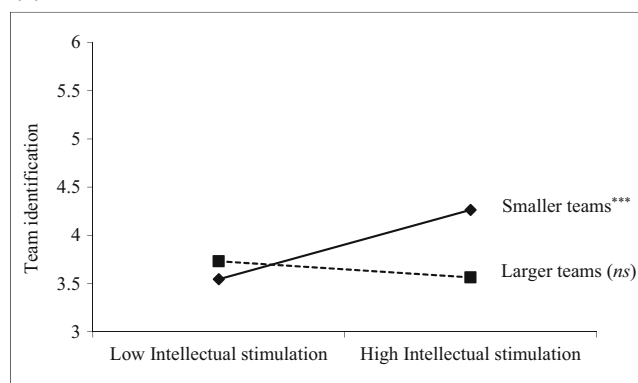 6
5.5
5
4.5
4
3.5
3
Team identification
Smaller teams***
Larger teams (ns)
Low Intellectual stimulation
High Intellectual stimulation